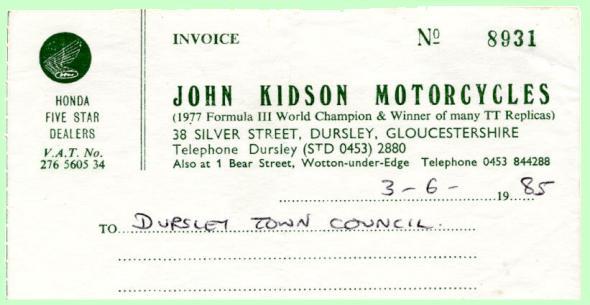 INVOICE Nº 8931
HONDA
FIVE STAR
DEALERS
V.A.T. No.
276 5605 34
JOHN KIDSON MOTORCYCLES
(1977 Formula III World Champion & Winner of many TT Replicas)
38 SILVER STREET, DURSLEY, GLOUCESTERSHIRE
Telephone Dursley (STD 0453) 2880
Also at 1 Bear Street, Wotton-under-Edge Telephone 0453 844288
3-6- 1985
TO DURSLEY TOWN COUNCIL.